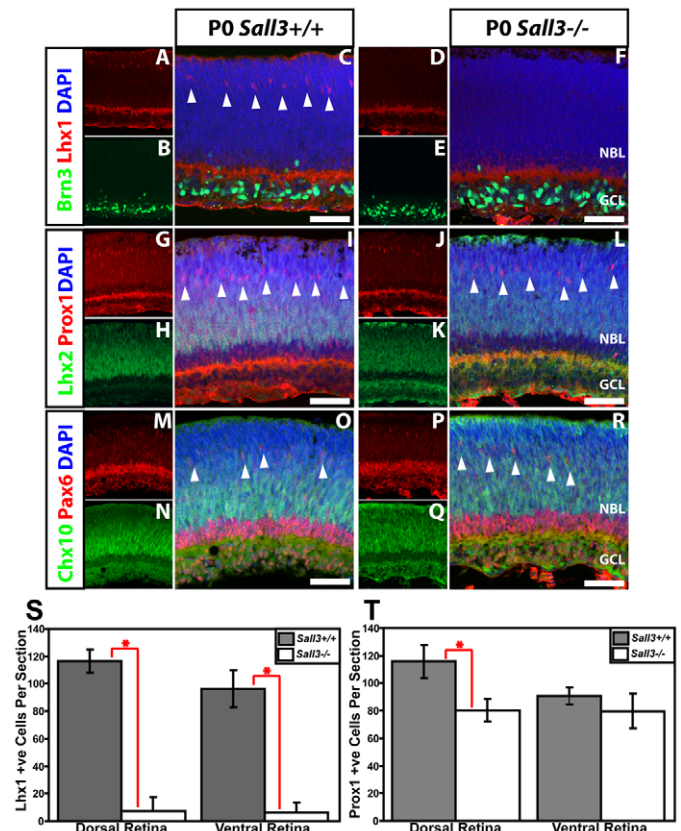 P0 Sall3+/+
P0 Sall3-/-
Brn3 Lhx1 DAPI
A
B
C
D
E
F
NBL
GCL
Lhx2 Prox1DAPI
G
H
I
J
K
L
NBL
GCL
Chx10 Pax6 DAPI
M
N
O
P
Q
R
NBL
GCL
S
Lhx1 +ve Cells Per Section
140
120
100
80
60
40
20
0
*
*
Sall3+/+
Sall3-/-
Dorsal Retina
Ventral Retina
T
Prox1 +ve Cells Per Section
140
120
100
80
60
40
20
0
*
Sall3+/+
Sall3-/-
Dorsal Retina
Ventral Retina